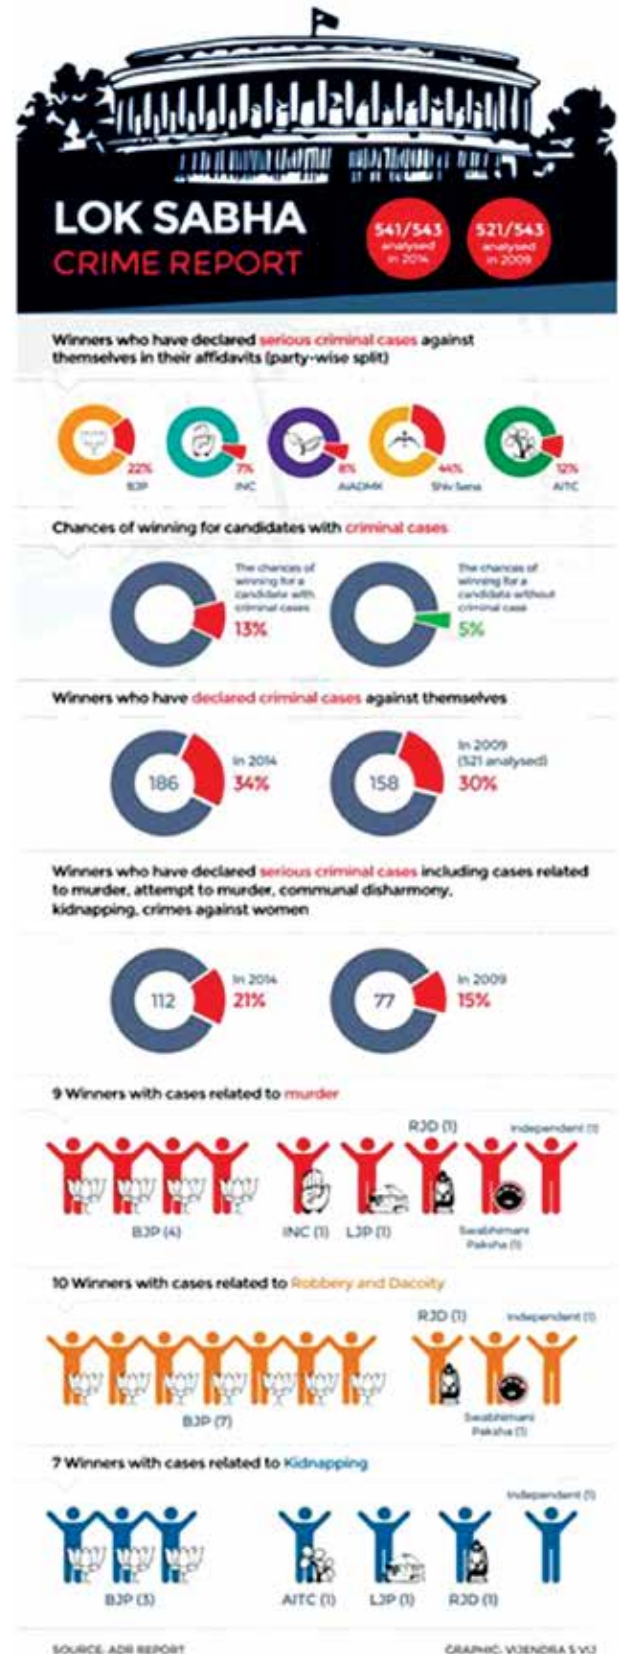 LOK SABHA
CRIME REPORT
541/543
analysed
in 2014
521/543
analysed
in 2009
Winners who have declared serious criminal cases against
themselves in their affidavits (party-wise split)
22%
BJP
7%
INC
8%
AIADMK
44%
Shiv Sena
12%
AITC
Chances of winning for candidates with criminal cases
The chances of
winning for a
candidate with
criminal cases
13%
The chances of
winning for a
candidate without
criminal case
5%
Winners who have declared criminal cases against themselves
186
In 2014
34%
158
In 2009
(521 analysed)
30%
Winners who have declared serious criminal cases including cases related
to murder, attempt to murder, communal disharmony,
kidnapping, crimes against women
112
In 2014
21%
77
In 2009
15%
9 Winners with cases related to murder
RJD (1)
Independent (1)
BJP (4)
INC (1)
LJP (1)
Swabhimani
Paksha (1)
10 Winners with cases related to Robbery and Dacoity
RJD (1)
Independent (1)
BJP (7)
Swabhimani
Paksha (1)
7 Winners with cases related to Kidnapping
Independent (1)
BJP (3)
AITC (1)
LJP (1)
RJD (1)
SOURCE: ADR REPORT
GRAPHIC: VIJENDRA S VIJ